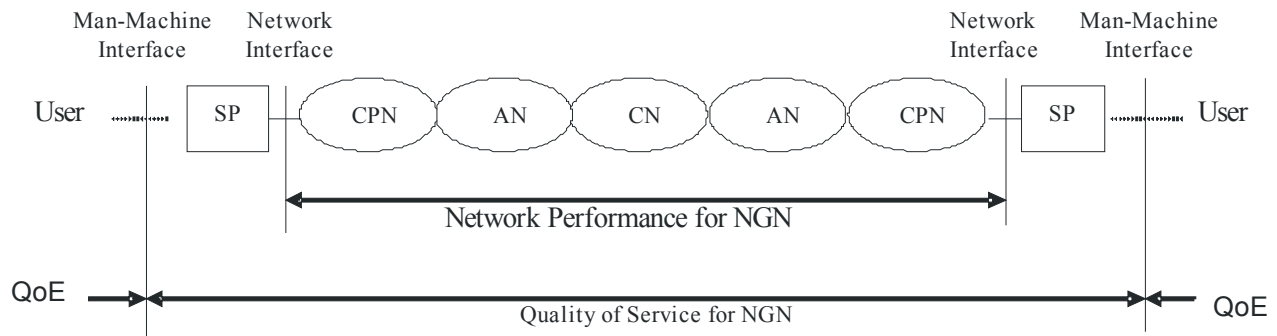 Man-Machine
Interface
Network
Interface
Network
Interface
Man-Machine
Interface
User
SP
CPN
AN
CN
AN
CPN
SP
User
Network Performance for NGN
QoE
Quality of Service for NGN
QoE